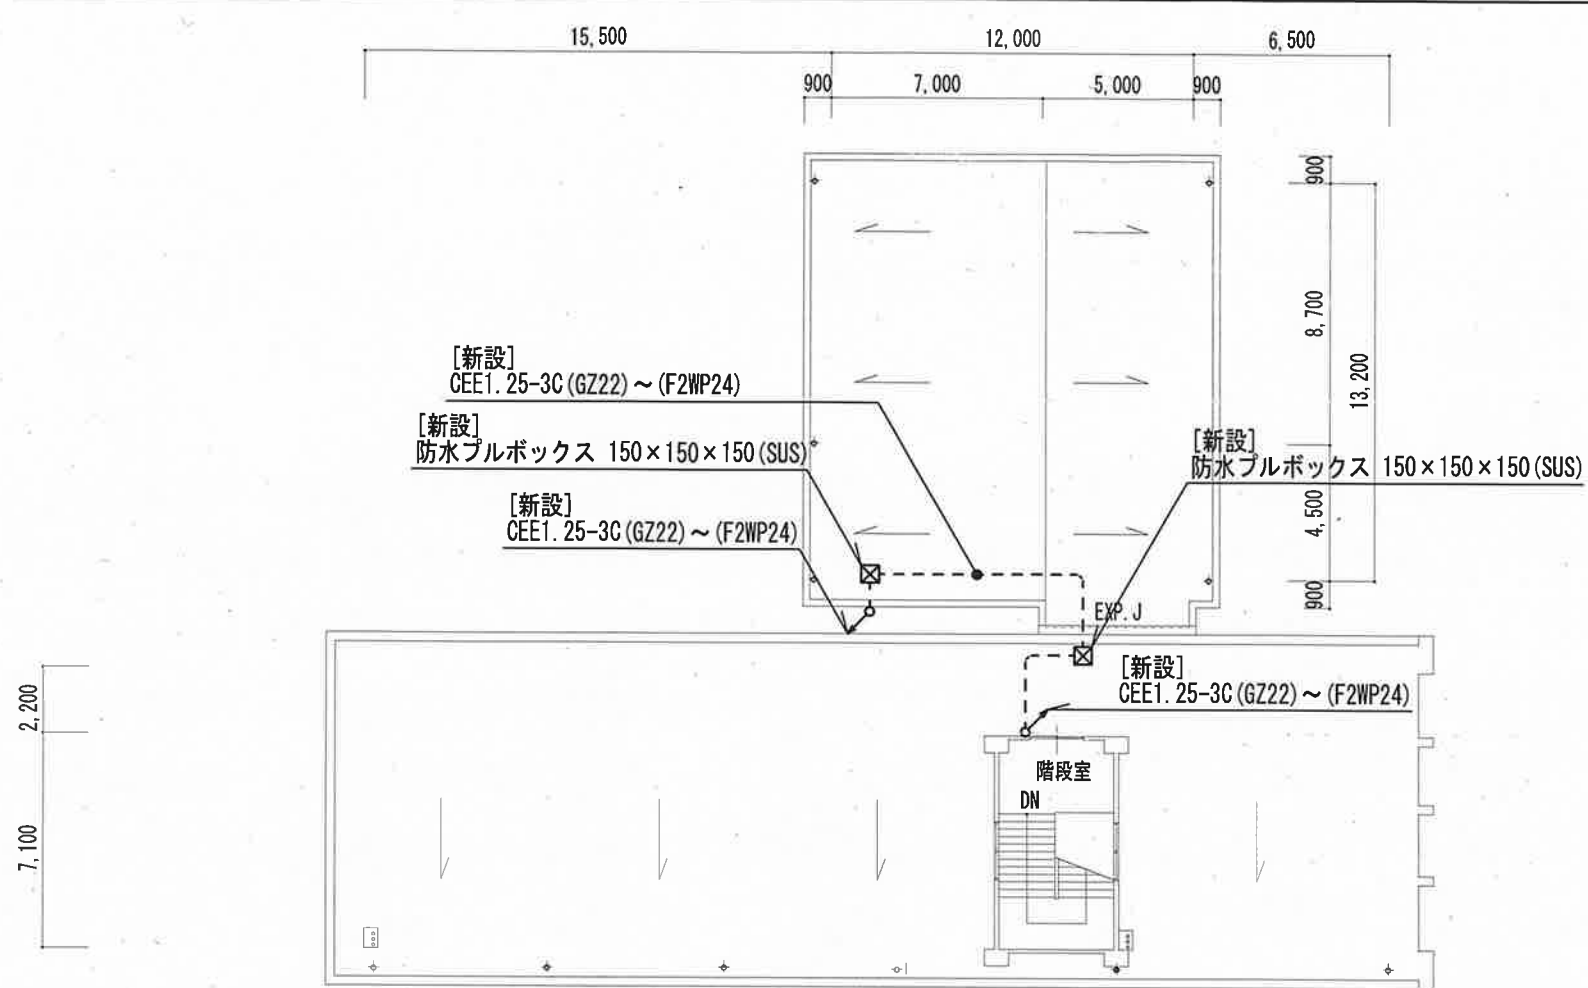 15,500
12,000
6,500
900
7,000
5,000
900
900
8,700
13,200
4,500
900
[新設]
CEE1.25-3C(GZ22)～(F2WP24)
[新設]
防水プルボックス 150×150×150(SUS)
[新設]
防水プルボックス 150×150×150(SUS)
[新設]
CEE1.25-3C(GZ22)～(F2WP24)
EXP.J
[新設]
CEE1.25-3C(GZ22)～(F2WP24)
2,200
7,100
階段室
DN